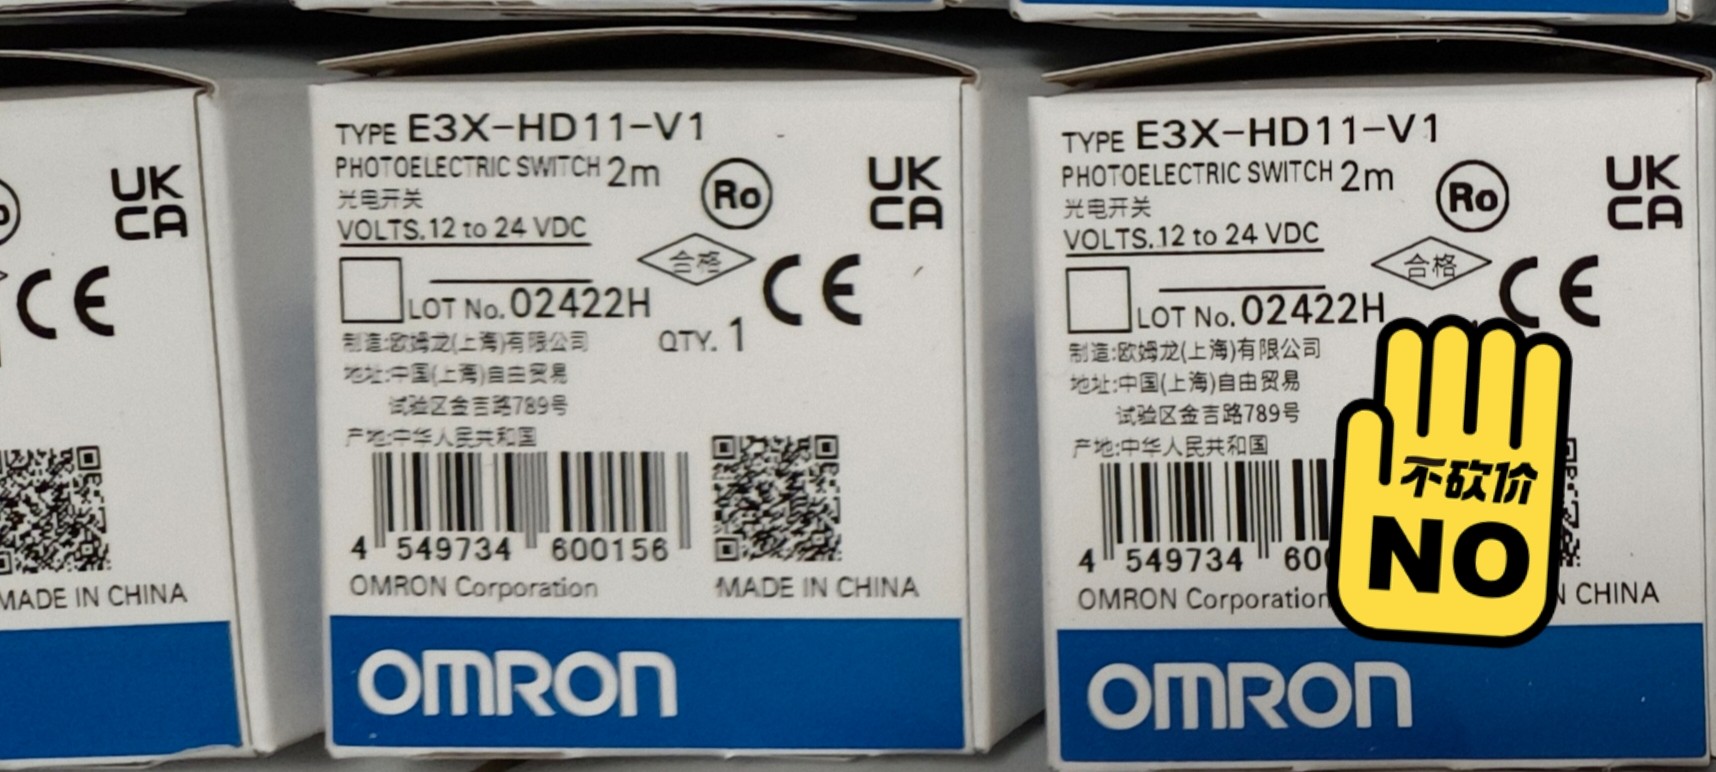 UK
CA
CE
MADE IN CHINA
TYPE E3X-HD11-V1
PHOTOELECTRIC SWITCH 2m
光电开关
Ro
UK
CA
VOLTS.12 to 24 VDC
合格
CE
LOT No.02422H
QTY. 1
制造:欧姆龙(上海)有限公司
地址:中国(上海)自由贸易
试验区金吉路789号
产地:中华人民共和国
4 549734 600156
OMRON Corporation
MADE IN CHINA
OMRON
TYPE E3X-HD11-V1
PHOTOELECTRIC SWITCH 2m
光电开关
Ro
UK
CA
VOLTS.12 to 24 VDC
合格
CE
LOT No.02422H
制造:欧姆龙(上海)有限公司
地址:中国(上海)自由贸易
试验区金吉路789号
产地:中华人民共和国
4 549734 600
OMRON Corporation
N CHINA
OMRON
不砍价
NO